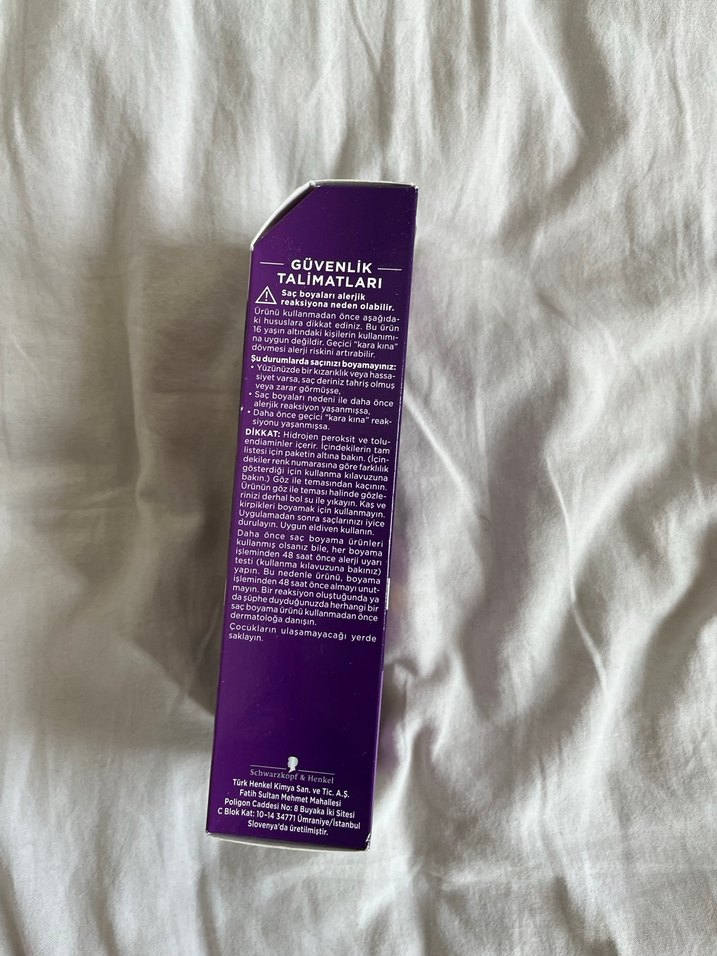 GÜVENLİK
TALİMATLARI
Saç boyaları alerjik
reaksiyona neden olabilir.
Ürünü kullanmadan önce aşağıda-
ki hususlara dikkat ediniz. Bu ürün
16 yaşın altındaki kişilerin kullanımı-
na uygun değildir. Geçici “kara kına”
dövmesi alerji riskini artırabilir.
Şu durumlarda saçınızı boyamayınız:
• Yüzünüzde bir kızarıklık veya hassa-
siyet varsa, saç deriniz tahriş olmuş
veya zarar görmüşse,
• Saç boyaları nedeni ile daha önce
alerjik reaksiyon yaşanmışsa,
• Daha önce geçici “kara kına” reak-
siyonu yaşanmışsa.
DİKKAT: Hidrojen peroksit ve tolu-
endiaminler içerir. İçindekilerin tam
listesi için paketin altına bakın. (İçin-
dekiler renk numarasına göre farklılık
gösterdiği için kullanma kılavuzuna
bakın.) Göz ile temasından kaçının.
Ürünün göz ile teması halinde gözle-
rinizi derhal bol su ile yıkayın. Kaş ve
kirpikleri boyamak için kullanmayın.
Uygulamadan sonra saçlarınızı iyice
durulayın. Uygun eldiven kullanın.
Daha önce saç boyama ürünleri
kullanmış olsanız bile, her boyama
işleminden 48 saat önce alerji uyarı
testi (kullanma kılavuzuna bakınız)
yapın. Bu nedenle ürünü, boyama
işleminden 48 saat önce almayı unut-
mayın. Bir reaksiyon oluştuğunda ya
da şüphe duyduğunuzda herhangi bir
saç boyama ürünü kullanmadan önce
dermatoloğa danışın.
Çocukların ulaşamayacağı yerde
saklayın.
Schwarzkopf & Henkel
Türk Henkel Kimya San. ve Tic. A.Ş.
Fatih Sultan Mehmet Mahallesi
Poligon Caddesi No: 8 Buyaka İki Sitesi
C Blok Kat: 10-14 34771 Ümraniye/İstanbul
Slovenya'da üretilmiştir.